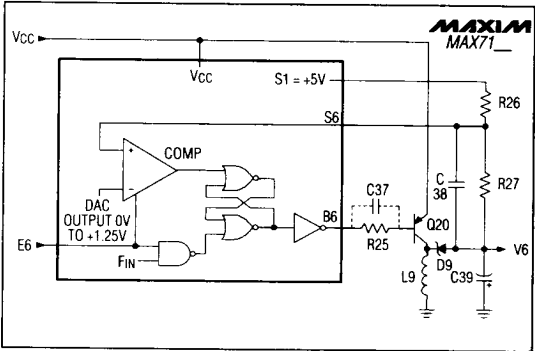 MAXIM
MAX71__
VCC
VCC
S1 = +5V
R26
S6
COMP
+
−
C
38
R27
DAC
OUTPUT 0V
TO +1.25V
C37
B6
Q20
E6
FIN
R25
V6
D9
L9
C39
+